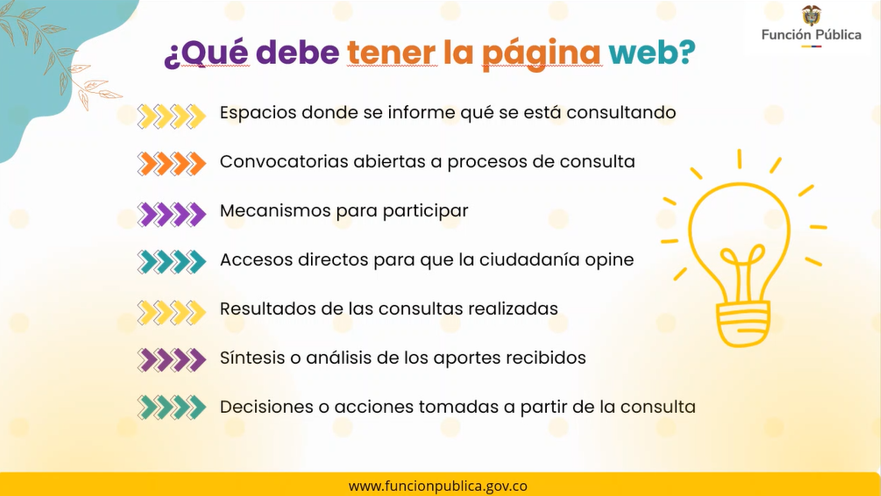 Función Pública
¿Qué debe tener la página web?
Espacios donde se informe qué se está consultando
Convocatorias abiertas a procesos de consulta
Mecanismos para participar
Accesos directos para que la ciudadanía opine
Resultados de las consultas realizadas
Síntesis o análisis de los aportes recibidos
Decisiones o acciones tomadas a partir de la consulta
www.funcionpublica.gov.co